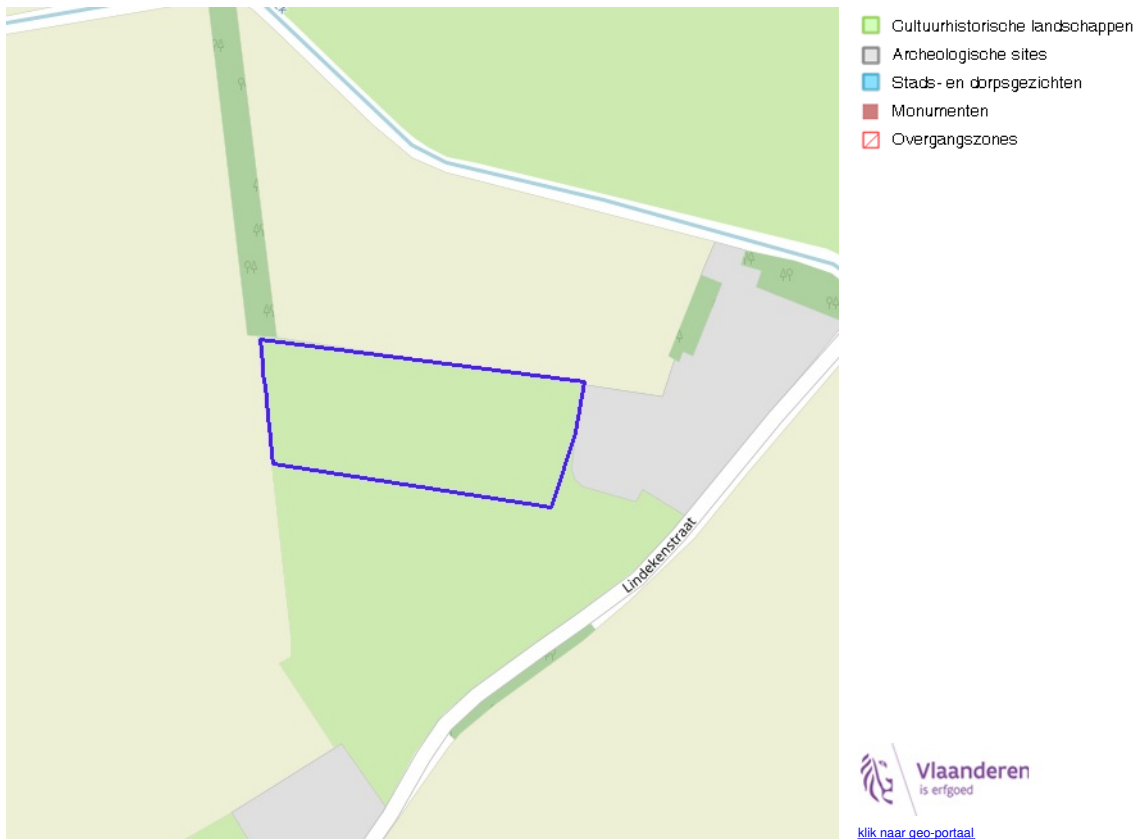 Cultuurhistorische landschappen
Archeologische sites
Stads- en dorpsgezichten
Monumenten
Overgangszones
Lindekenstraat
Vlaanderen
is erfgoed
klik naar geo-portaal